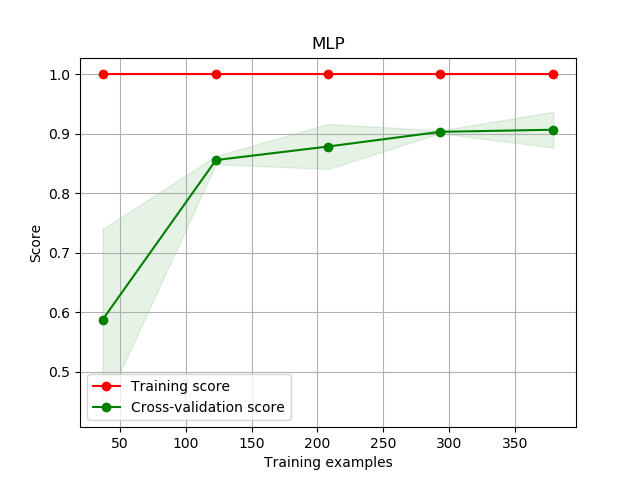 MLP
1.0
0.9
0.8
0.7
0.6
0.5
Score
Training score
Cross-validation score
50 100 150 200 250 300 350
Training examples